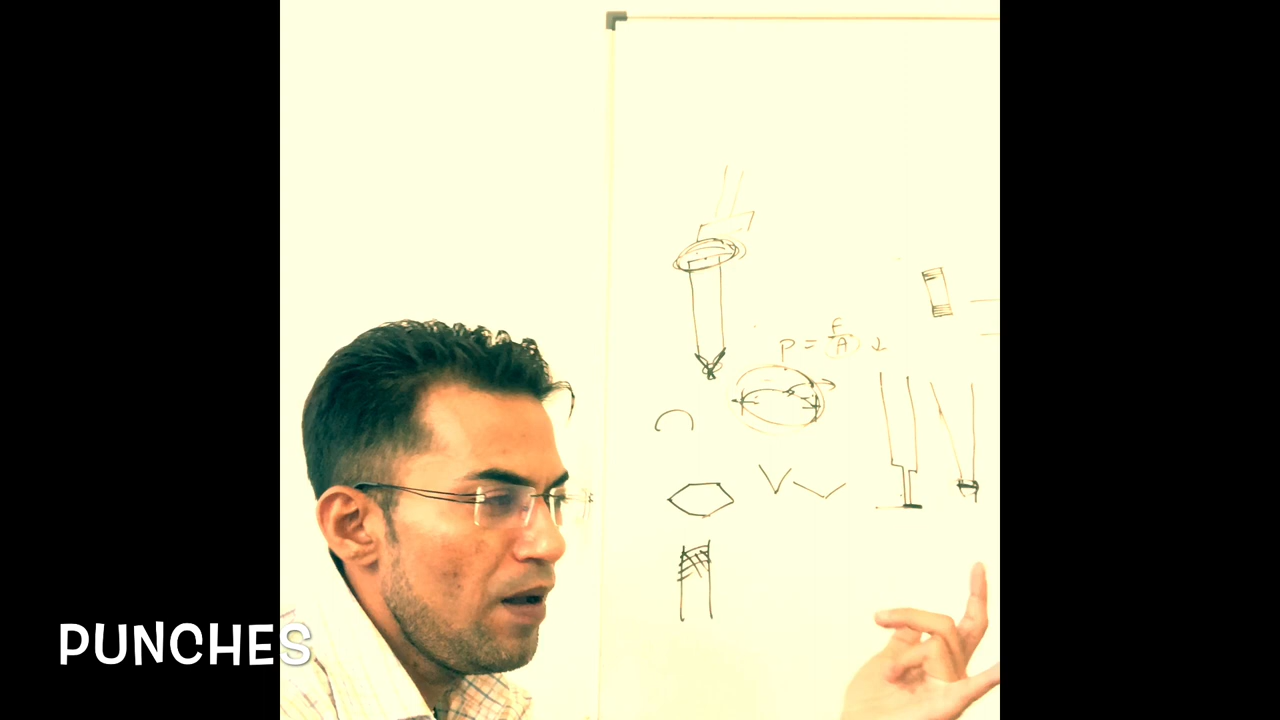 P = F/A ↓
PUNCHES